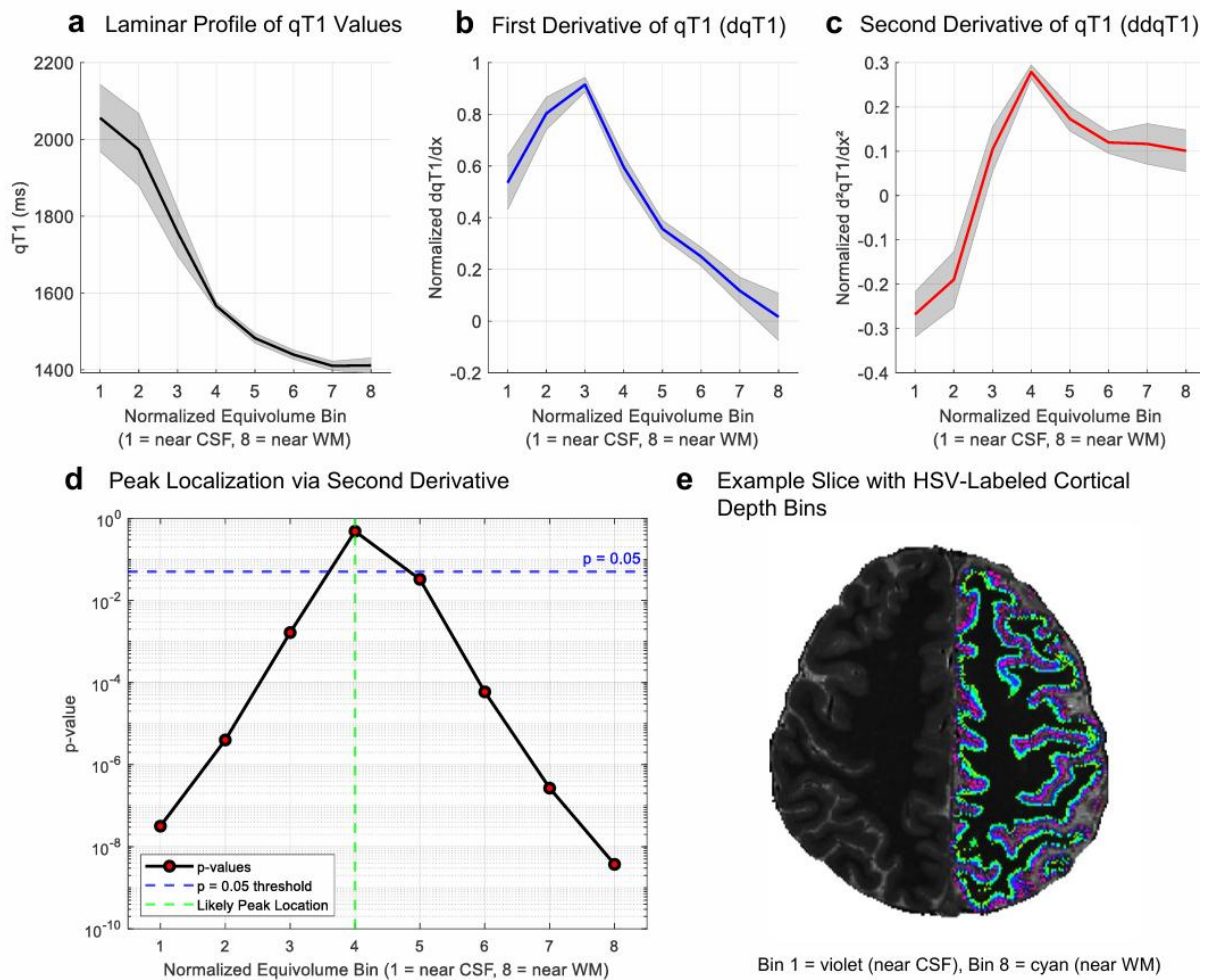 a Laminar Profile of qT1 Values
2200
2000
1800
1600
1400
qT1 (ms)
1 2 3 4 5 6 7 8
Normalized Equivolume Bin
(1 = near CSF, 8 = near WM)
b First Derivative of qT1 (dqT1)
1
0.8
0.6
0.4
0.2
0
-0.2
Normalized dqT1/dx
1 2 3 4 5 6 7 8
Normalized Equivolume Bin
(1 = near CSF, 8 = near WM)
c Second Derivative of qT1 (ddqT1)
0.3
0.2
0.1
0
-0.1
-0.2
-0.3
-0.4
Normalized d²qT1/dx²
1 2 3 4 5 6 7 8
Normalized Equivolume Bin
(1 = near CSF, 8 = near WM)
d Peak Localization via Second Derivative
10⁰
10⁻²
10⁻⁴
10⁻⁶
10⁻⁸
10⁻¹⁰
p-value
p = 0.05
p-values
p = 0.05 threshold
Likely Peak Location
1 2 3 4 5 6 7 8
Normalized Equivolume Bin (1 = near CSF, 8 = near WM)
e Example Slice with HSV-Labeled Cortical
Depth Bins
Bin 1 = violet (near CSF), Bin 8 = cyan (near WM)